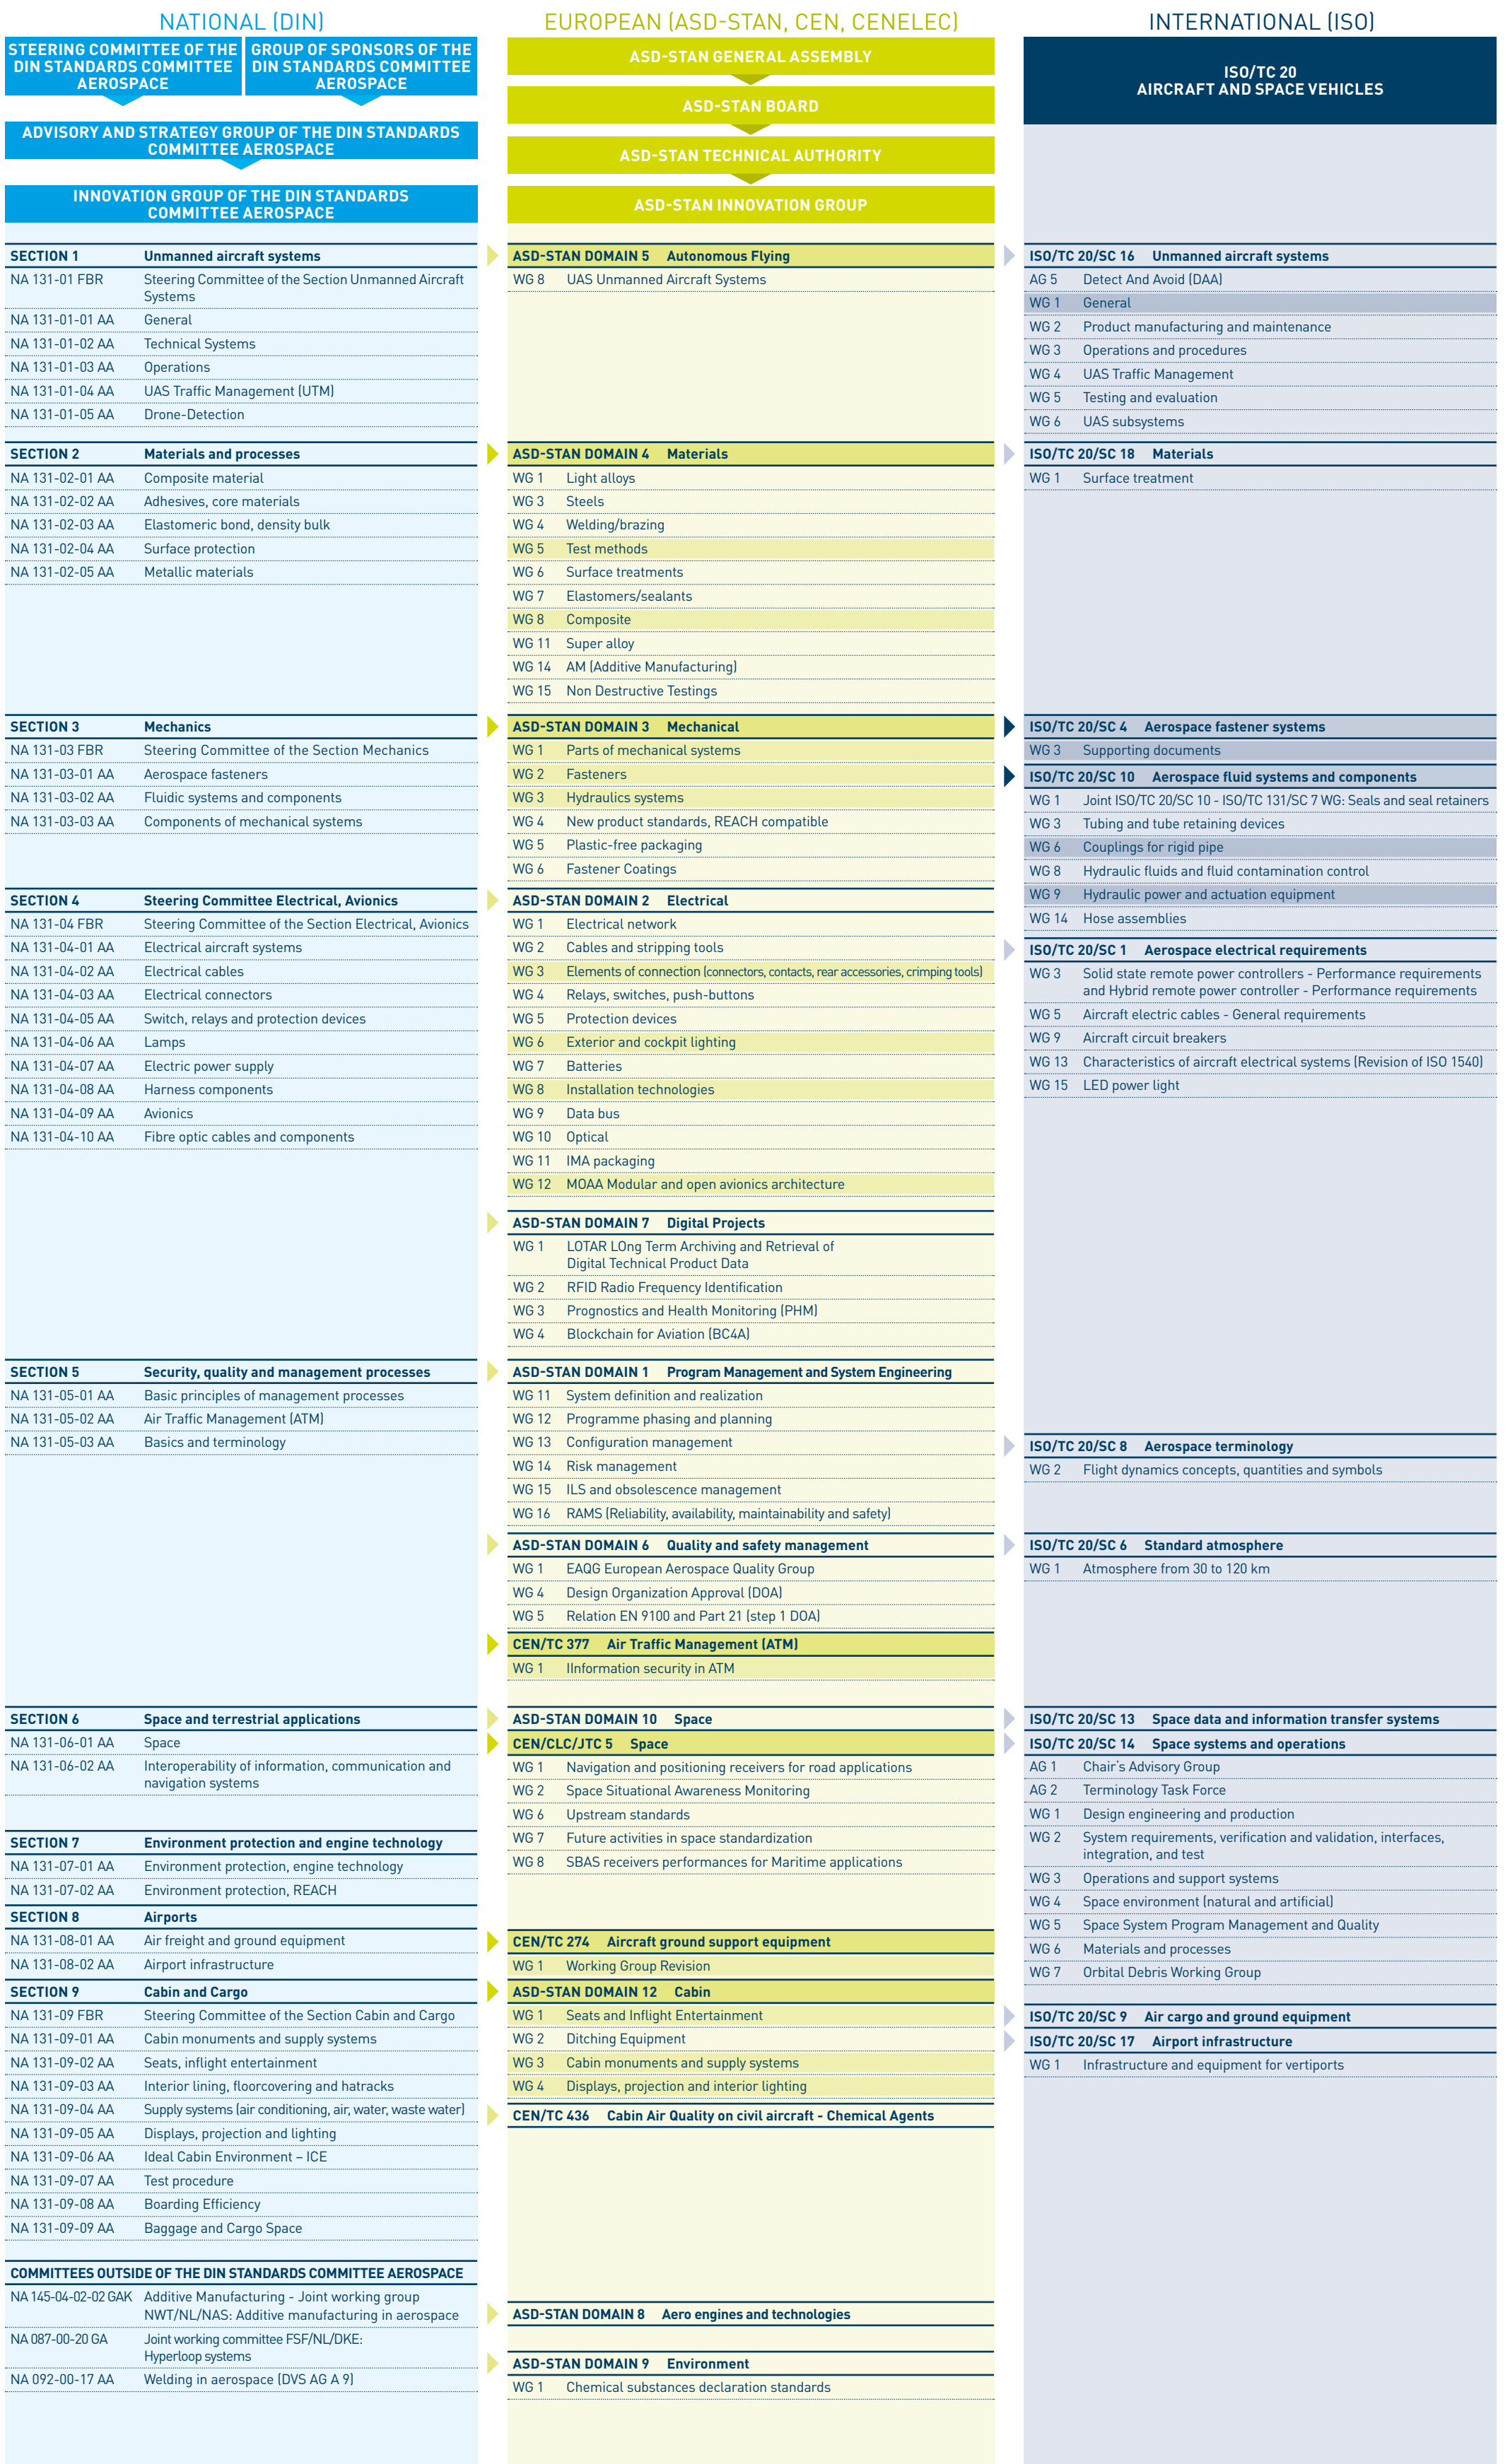 NATIONAL (DIN)
STEERING COMMITTEE OF THE
DIN STANDARDS COMMITTEE
AEROSPACE
GROUP OF SPONSORS OF THE
DIN STANDARDS COMMITTEE
AEROSPACE
ADVISORY AND STRATEGY GROUP OF THE DIN STANDARDS
COMMITTEE AEROSPACE
INNOVATION GROUP OF THE DIN STANDARDS
COMMITTEE AEROSPACE
SECTION 1 Unmanned aircraft systems
NA 131-01 FBR Steering Committee of the Section Unmanned Aircraft
Systems
NA 131-01-01 AA General
NA 131-01-02 AA Technical Systems
NA 131-01-03 AA Operations
NA 131-01-04 AA UAS Traffic Management (UTM)
NA 131-01-05 AA Drone-Detection
SECTION 2 Materials and processes
NA 131-02-01 AA Composite material
NA 131-02-02 AA Adhesives, core materials
NA 131-02-03 AA Elastomeric bond, density bulk
NA 131-02-04 AA Surface protection
NA 131-02-05 AA Metallic materials
SECTION 3 Mechanics
NA 131-03 FBR Steering Committee of the Section Mechanics
NA 131-03-01 AA Aerospace fasteners
NA 131-03-02 AA Fluidic systems and components
NA 131-03-03 AA Components of mechanical systems
SECTION 4 Steering Committee Electrical, Avionics
NA 131-04 FBR Steering Committee of the Section Electrical, Avionics
NA 131-04-01 AA Electrical aircraft systems
NA 131-04-02 AA Electrical cables
NA 131-04-03 AA Electrical connectors
NA 131-04-05 AA Switch, relays and protection devices
NA 131-04-06 AA Lamps
NA 131-04-07 AA Electric power supply
NA 131-04-08 AA Harness components
NA 131-04-09 AA Avionics
NA 131-04-10 AA Fibre optic cables and components
SECTION 5 Security, quality and management processes
NA 131-05-01 AA Basic principles of management processes
NA 131-05-02 AA Air Traffic Management (ATM)
NA 131-05-03 AA Basics and terminology
SECTION 6 Space and terrestrial applications
NA 131-06-01 AA Space
NA 131-06-02 AA Interoperability of information, communication and
navigation systems
SECTION 7 Environment protection and engine technology
NA 131-07-01 AA Environment protection, engine technology
NA 131-07-02 AA Environment protection, REACH
SECTION 8 Airports
NA 131-08-01 AA Air freight and ground equipment
NA 131-08-02 AA Airport infrastructure
SECTION 9 Cabin and Cargo
NA 131-09 FBR Steering Committee of the Section Cabin and Cargo
NA 131-09-01 AA Cabin monuments and supply systems
NA 131-09-02 AA Seats, inflight entertainment
NA 131-09-03 AA Interior lining, floorcovering and hatracks
NA 131-09-04 AA Supply systems (air conditioning, air, water, waste water)
NA 131-09-05 AA Displays, projection and lighting
NA 131-09-06 AA Ideal Cabin Environment – ICE
NA 131-09-07 AA Test procedure
NA 131-09-08 AA Boarding Efficiency
NA 131-09-09 AA Baggage and Cargo Space
COMMITTEES OUTSIDE OF THE DIN STANDARDS COMMITTEE AEROSPACE
NA 145-04-02-02 GAK Additive Manufacturing - Joint working group
NWT/NL/NAS: Additive manufacturing in aerospace
NA 087-00-20 GA Joint working committee FSF/NL/DKE:
Hyperloop systems
NA 092-00-17 AA Welding in aerospace (DVS AG A 9)
EUROPEAN (ASD-STAN, CEN, CENELEC)
ASD-STAN GENERAL ASSEMBLY
ASD-STAN BOARD
ASD-STAN TECHNICAL AUTHORITY
ASD-STAN INNOVATION GROUP
ASD-STAN DOMAIN 5 Autonomous Flying
WG 8 UAS Unmanned Aircraft Systems
ASD-STAN DOMAIN 4 Materials
WG 1 Light alloys
WG 3 Steels
WG 4 Welding/brazing
WG 5 Test methods
WG 6 Surface treatments
WG 7 Elastomers/sealants
WG 8 Composite
WG 11 Super alloy
WG 14 AM (Additive Manufacturing)
WG 15 Non Destructive Testings
ASD-STAN DOMAIN 3 Mechanical
WG 1 Parts of mechanical systems
WG 2 Fasteners
WG 3 Hydraulics systems
WG 4 New product standards, REACH compatible
WG 5 Plastic-free packaging
WG 6 Fastener Coatings
ASD-STAN DOMAIN 2 Electrical
WG 1 Electrical network
WG 2 Cables and stripping tools
WG 3 Elements of connection (connectors, contacts, rear accessories, crimping tools)
WG 4 Relays, switches, push-buttons
WG 5 Protection devices
WG 6 Exterior and cockpit lighting
WG 7 Batteries
WG 8 Installation technologies
WG 9 Data bus
WG 10 Optical
WG 11 IMA packaging
WG 12 MOAA Modular and open avionics architecture
ASD-STAN DOMAIN 7 Digital Projects
WG 1 LOTAR LOng Term Archiving and Retrieval of
Digital Technical Product Data
WG 2 RFID Radio Frequency Identification
WG 3 Prognostics and Health Monitoring (PHM)
WG 4 Blockchain for Aviation (BC4A)
ASD-STAN DOMAIN 1 Program Management and System Engineering
WG 11 System definition and realization
WG 12 Programme phasing and planning
WG 13 Configuration management
WG 14 Risk management
WG 15 ILS and obsolescence management
WG 16 RAMS (Reliability, availability, maintainability and safety)
ASD-STAN DOMAIN 6 Quality and safety management
WG 1 EAQG European Aerospace Quality Group
WG 4 Design Organization Approval (DOA)
WG 5 Relation EN 9100 and Part 21 (step 1 DOA)
CEN/TC 377 Air Traffic Management (ATM)
WG 1 IInformation security in ATM
ASD-STAN DOMAIN 10 Space
CEN/CLC/JTC 5 Space
WG 1 Navigation and positioning receivers for road applications
WG 2 Space Situational Awareness Monitoring
WG 6 Upstream standards
WG 7 Future activities in space standardization
WG 8 SBAS receivers performances for Maritime applications
CEN/TC 274 Aircraft ground support equipment
WG 1 Working Group Revision
ASD-STAN DOMAIN 12 Cabin
WG 1 Seats and Inflight Entertainment
WG 2 Ditching Equipment
WG 3 Cabin monuments and supply systems
WG 4 Displays, projection and interior lighting
CEN/TC 436 Cabin Air Quality on civil aircraft - Chemical Agents
ASD-STAN DOMAIN 8 Aero engines and technologies
ASD-STAN DOMAIN 9 Environment
WG 1 Chemical substances declaration standards
INTERNATIONAL (ISO)
ISO/TC 20
AIRCRAFT AND SPACE VEHICLES
ISO/TC 20/SC 16 Unmanned aircraft systems
AG 5 Detect And Avoid (DAA)
WG 1 General
WG 2 Product manufacturing and maintenance
WG 3 Operations and procedures
WG 4 UAS Traffic Management
WG 5 Testing and evaluation
WG 6 UAS subsystems
ISO/TC 20/SC 18 Materials
WG 1 Surface treatment
ISO/TC 20/SC 4 Aerospace fastener systems
WG 3 Supporting documents
ISO/TC 20/SC 10 Aerospace fluid systems and components
WG 1 Joint ISO/TC 20/SC 10 - ISO/TC 131/SC 7 WG: Seals and seal retainers
WG 3 Tubing and tube retaining devices
WG 6 Couplings for rigid pipe
WG 8 Hydraulic fluids and fluid contamination control
WG 9 Hydraulic power and actuation equipment
WG 14 Hose assemblies
ISO/TC 20/SC 1 Aerospace electrical requirements
WG 3 Solid state remote power controllers - Performance requirements
and Hybrid remote power controller - Performance requirements
WG 5 Aircraft electric cables - General requirements
WG 9 Aircraft circuit breakers
WG 13 Characteristics of aircraft electrical systems (Revision of ISO 1540)
WG 15 LED power light
ISO/TC 20/SC 8 Aerospace terminology
WG 2 Flight dynamics concepts, quantities and symbols
ISO/TC 20/SC 6 Standard atmosphere
WG 1 Atmosphere from 30 to 120 km
ISO/TC 20/SC 13 Space data and information transfer systems
ISO/TC 20/SC 14 Space systems and operations
AG 1 Chair's Advisory Group
AG 2 Terminology Task Force
WG 1 Design engineering and production
WG 2 System requirements, verification and validation, interfaces,
integration, and test
WG 3 Operations and support systems
WG 4 Space environment (natural and artificial)
WG 5 Space System Program Management and Quality
WG 6 Materials and processes
WG 7 Orbital Debris Working Group
ISO/TC 20/SC 9 Air cargo and ground equipment
ISO/TC 20/SC 17 Airport infrastructure
WG 1 Infrastructure and equipment for vertiports